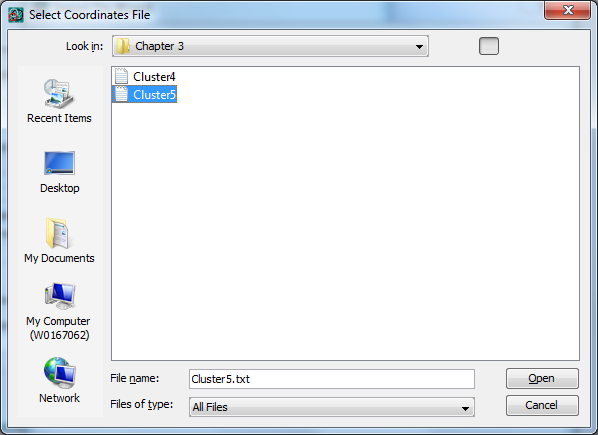 Select Coordinates File
Look in: Chapter 3
Cluster4
Cluster5
Recent Items
Desktop
My Documents
My Computer
(W0167062)
Network
File name: Cluster5.txt
Open
Files of type: All Files
Cancel